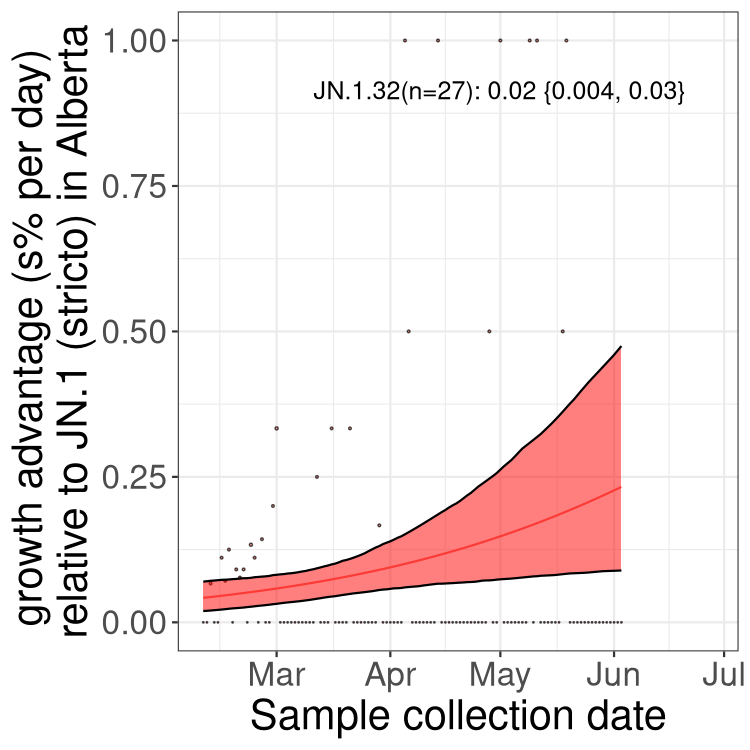 growth advantage (s% per day)
relative to JN.1 (stricto) in Alberta
1.00
0.75
0.50
0.25
0.00
JN.1.32(n=27): 0.02 {0.004, 0.03}
Mar Apr May Jun Jul
Sample collection date